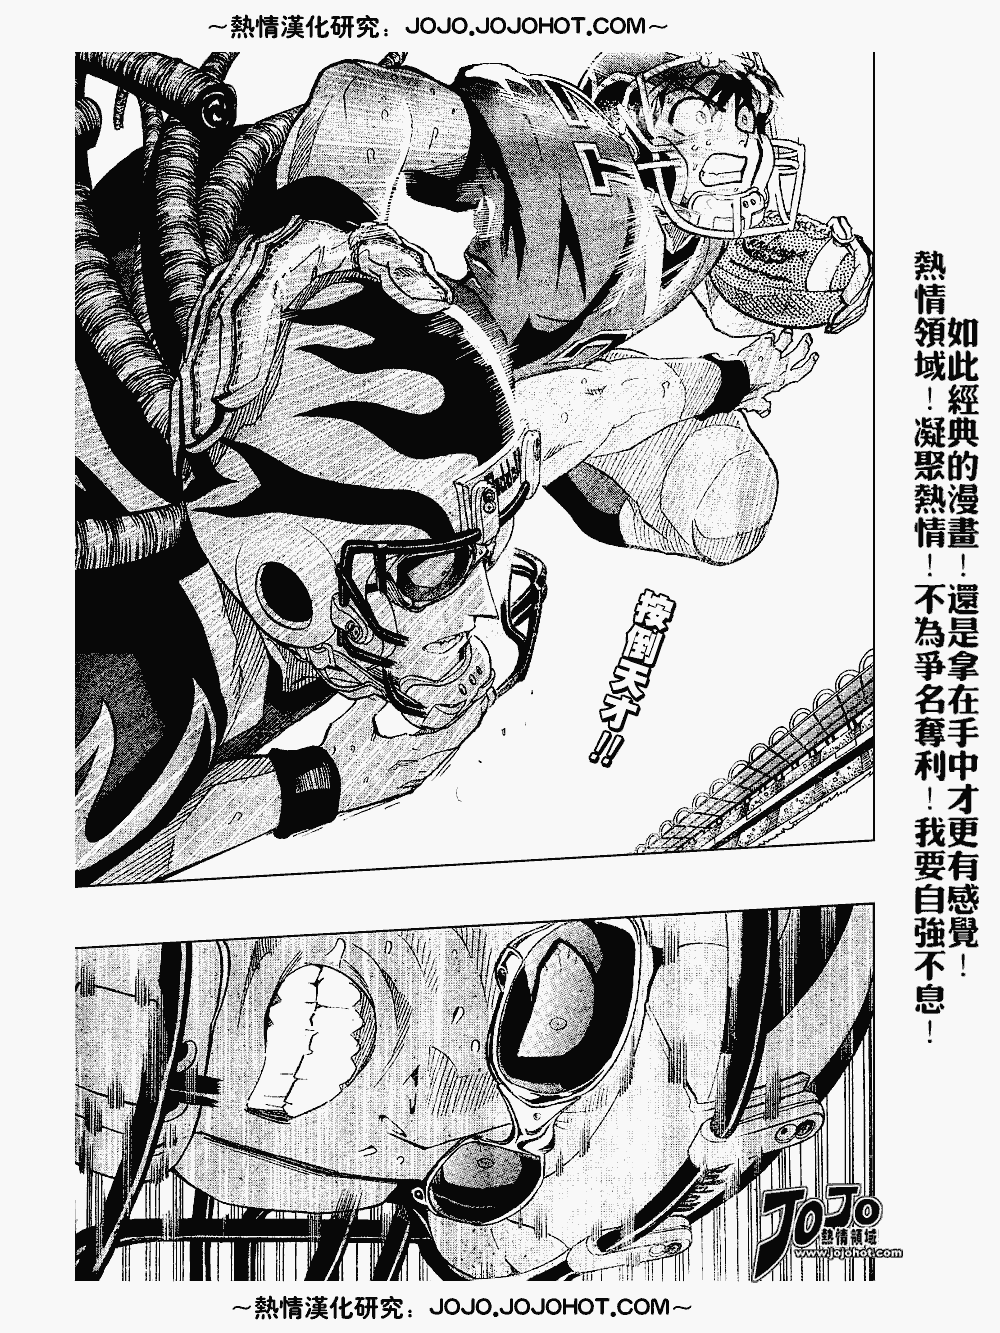 ～熱情漢化研究：JOJO.JOJOHOT.COM～
按倒天才!!
如此經典的漫畫！還是拿在手中才更有感覺！
熱情領域！凝聚熱情！不為爭名奪利！我要自強不息！
JOJO
熱情領域
www.jojohot.com
～熱情漢化研究：JOJO.JOJOHOT.COM～